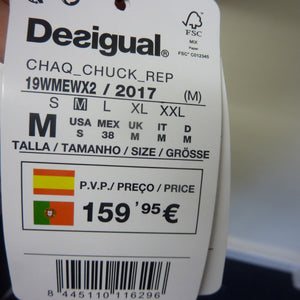 Desigual®
FSC
MIX
Paper
FSC® C012345
CHAQ_CHUCK_REP
19WMEWX2 / 2017 (M)
S M L XL XXL
M
USA MEX UK IT D
S 38 M M M
TALLA / TAMANHO / SIZE / GRÖSSE
P.V.P./ PREÇO / PRICE
159 '95 €
8 445110 116296